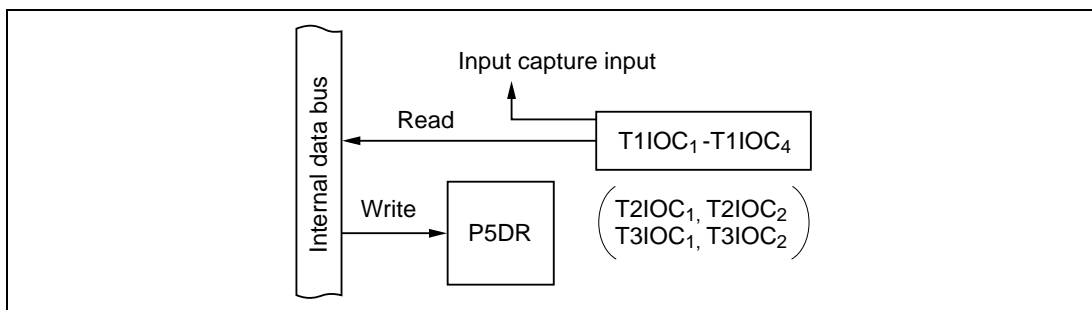 Internal data bus
Input capture input
Read
T1IOC₁-T1IOC₄
Write
P5DR
(T2IOC₁, T2IOC₂
T3IOC₁, T3IOC₂)